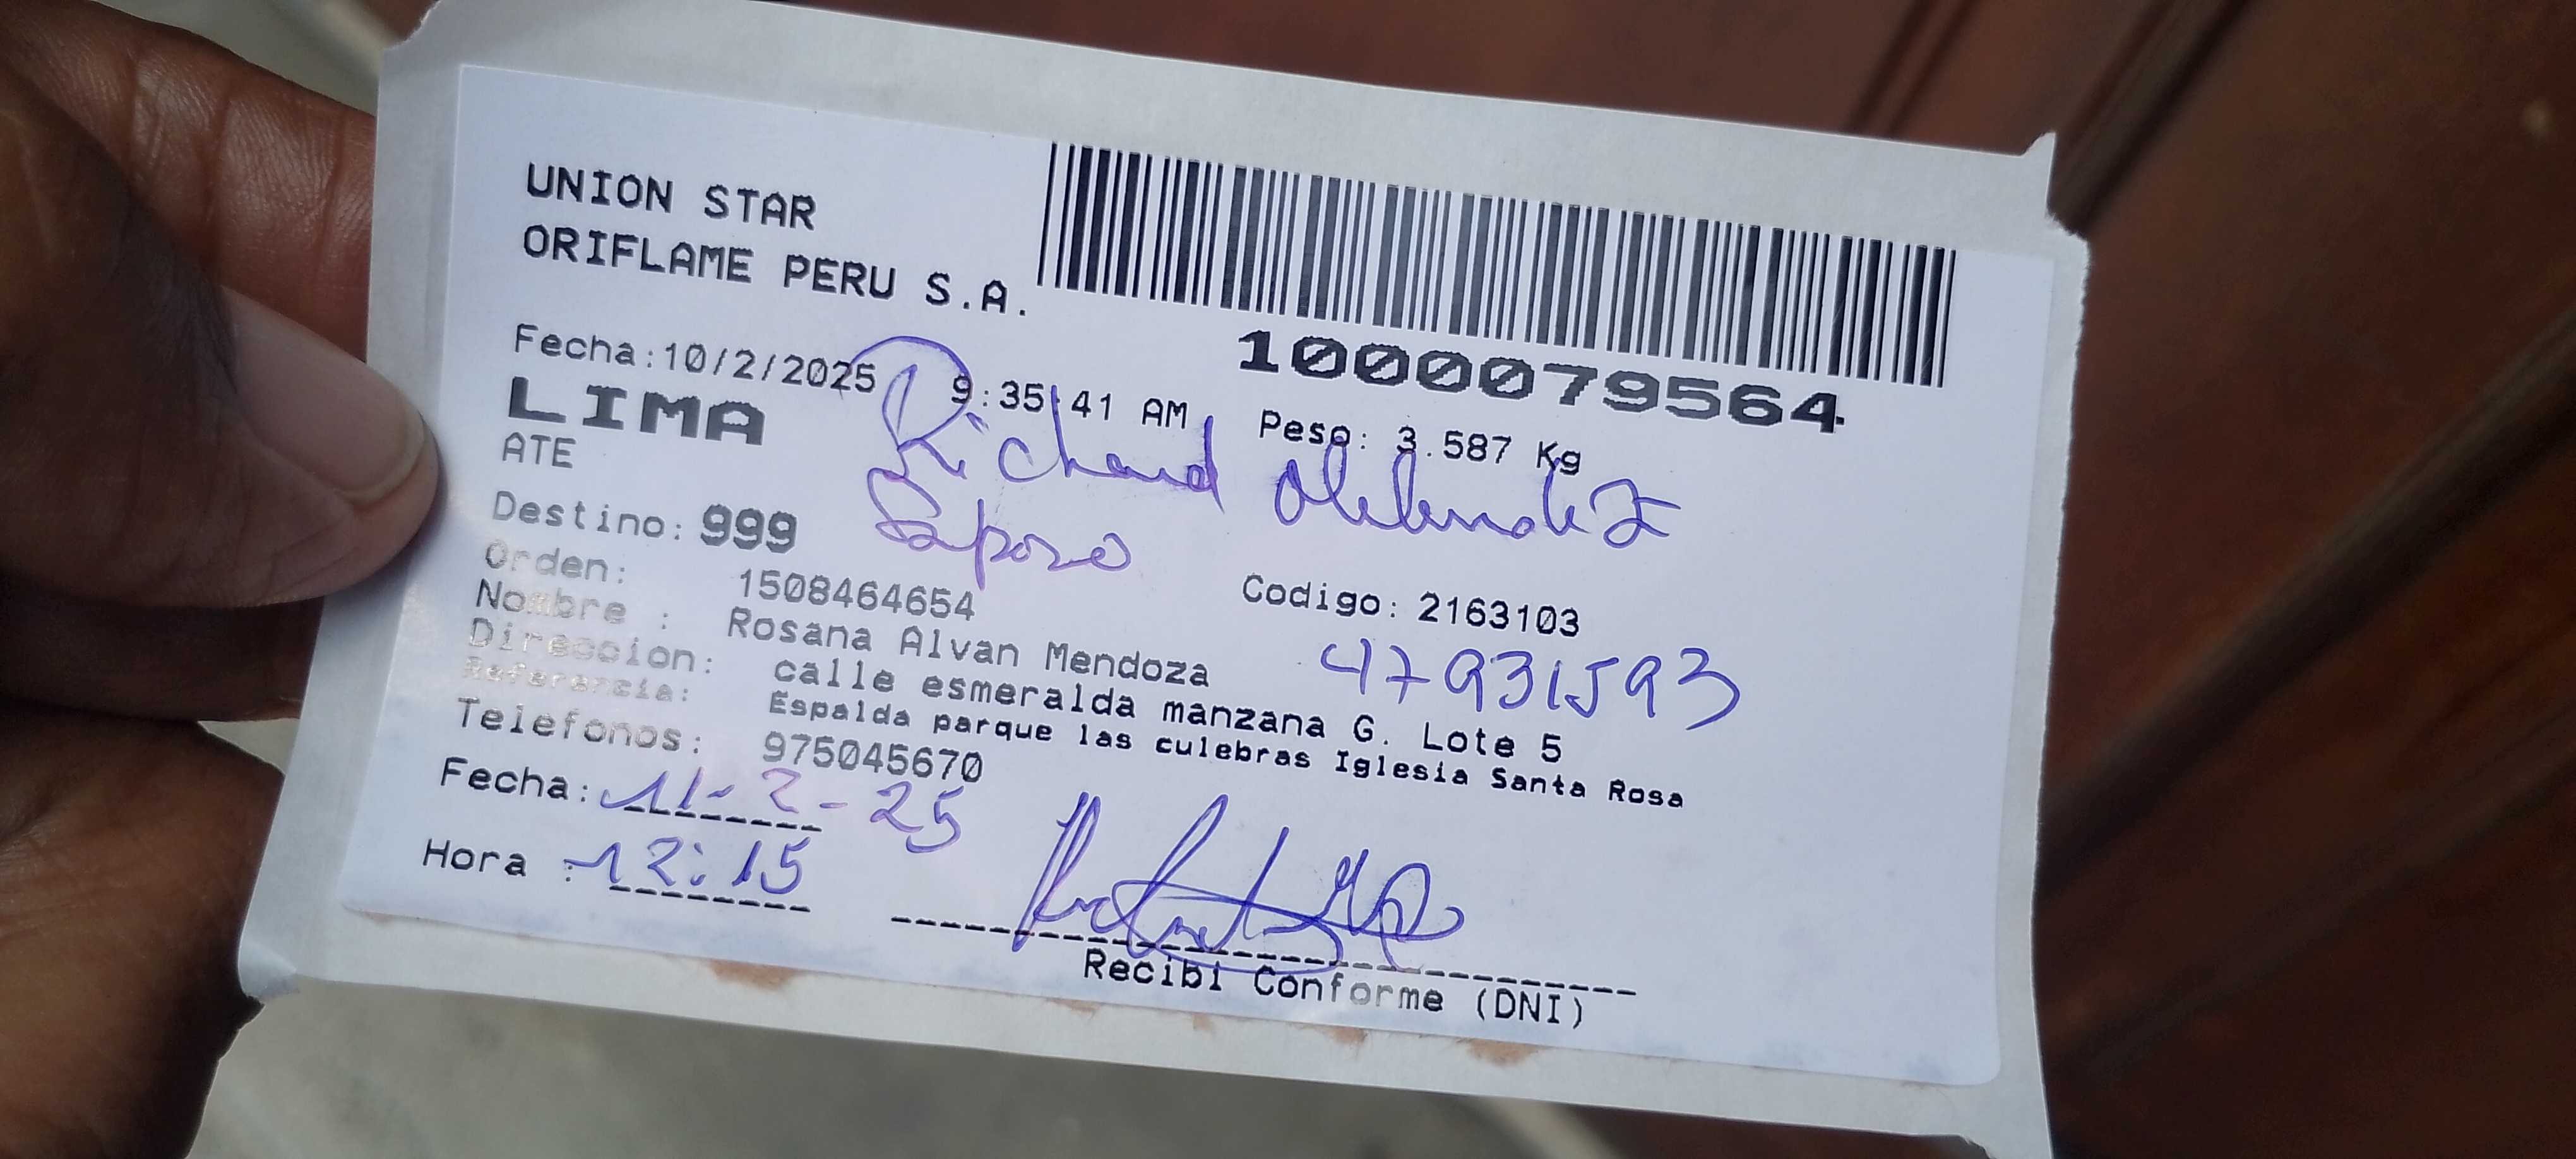 UNION STAR
ORIFLAME PERU S.A.
1000079564
Fecha:10/2/2025 9:35:41 AM Peso: 3.587 Kg
LIMA
ATE
Richard
Destino: 999
Orden: 1508464654 Codigo: 2163103
Nombre : Rosana Alvan Mendoza
47931593
Direccion: calle esmeralda manzana G. Lote 5
Referencia: Espalda parque las culebras Iglesia Santa Rosa
Telefonos: 975045670
Fecha: 11-2-25
Hora : 12:15
Recibi Conforme (DNI)